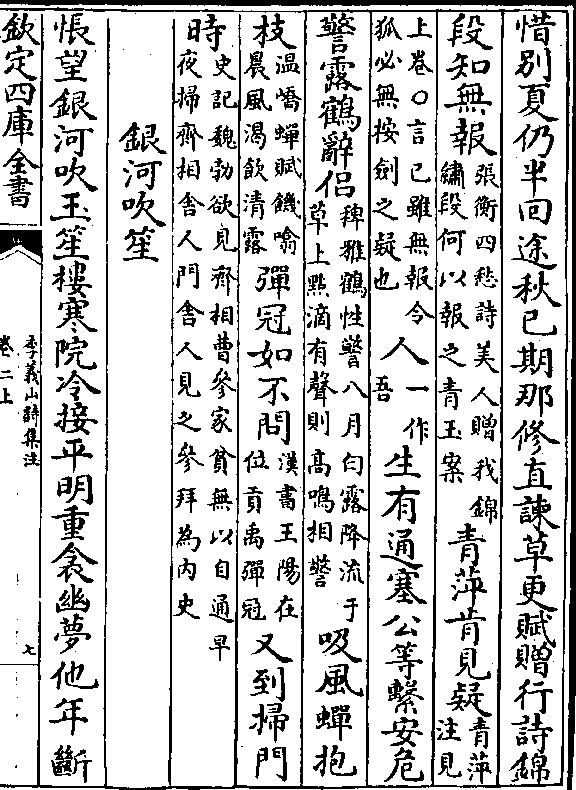 惜别夏仍半回途秋已期那修直諫草更賦贈行詩錦
段知無報張衡四愁詩美人贈我錦繡段何以報之青玉案青萍肯見疑青萍注見
上卷○言已雖無報令狐必無按劍之疑也人一作吾生有通塞公等繫安危
警露鶴辭侣稗雅鶴性警八月白露降流于草上㸃滴有聲則高鳴相警吸風蟬抱
枝温嶠蟬賦饑噏晨風渴飲清露彈冠如不問漢書王陽在位貢禹彈冠又到掃門
時史記魏勃欲見齊相曹參家貧無以自通早夜掃齊相舍人門舍人見之參拜為内史
銀河吹笙
悵望銀河吹玉笙樓寒院冷接平明重衾幽夢他年斷
欽定四庫全書
李義山詩集注
卷二上
七